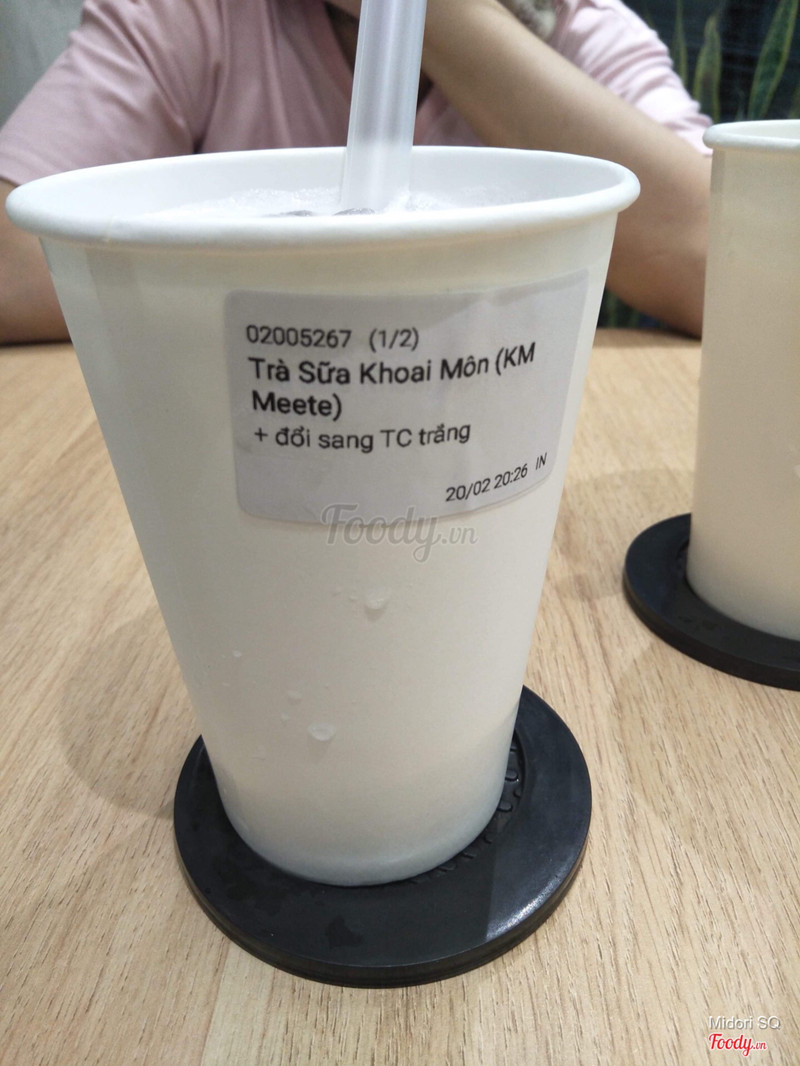 02005267 (1/2)
Trà Sữa Khoai Môn (KM
Meete)
+ đổi sang TC trắng
20/02 20:26 IN
Foody.vn
Midori SQ
Foody.vn